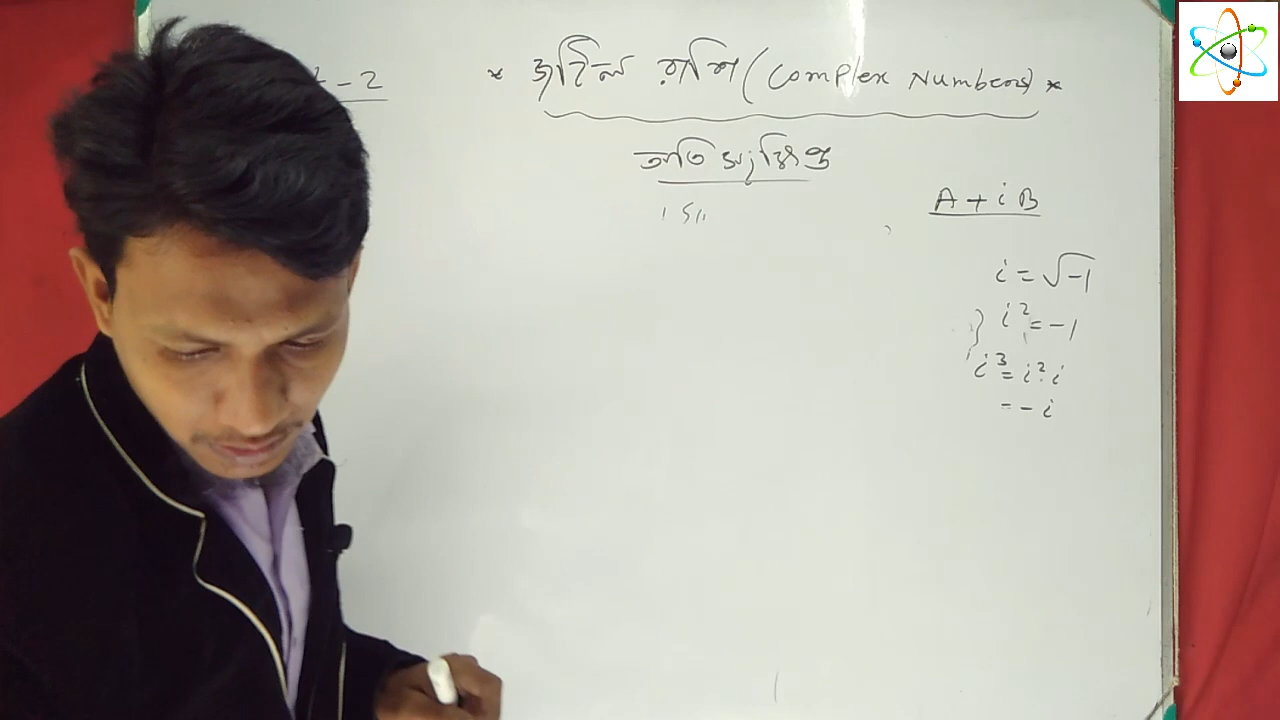 - 2
* জটিল রাশি (Complex Numbers) *
অতি সংক্ষিপ্ত
A + i B
i = √-1
i² = -1
i³ = i². i
= - i